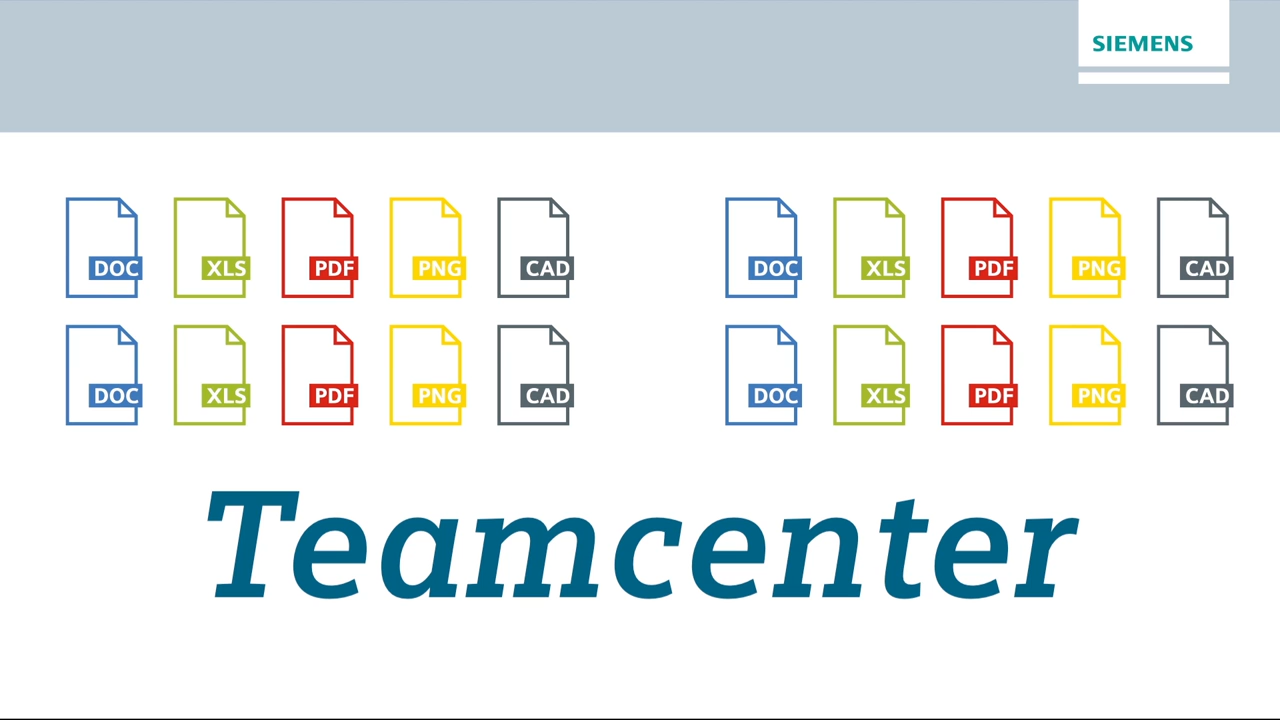 SIEMENS
DOC XLS PDF PNG CAD DOC XLS PDF PNG CAD
DOC XLS PDF PNG CAD DOC XLS PDF PNG CAD
Teamcenter